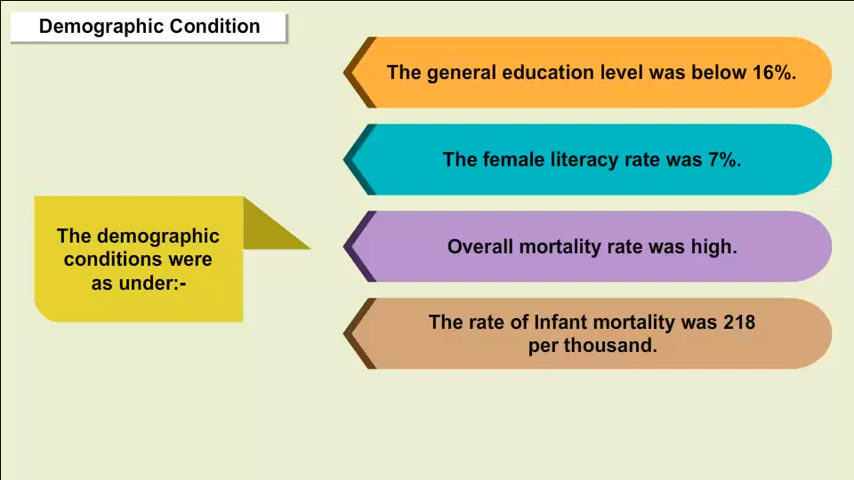 Demographic Condition
The general education level was below 16%.
The female literacy rate was 7%.
The demographic
conditions were
as under:-
Overall mortality rate was high.
The rate of Infant mortality was 218
per thousand.